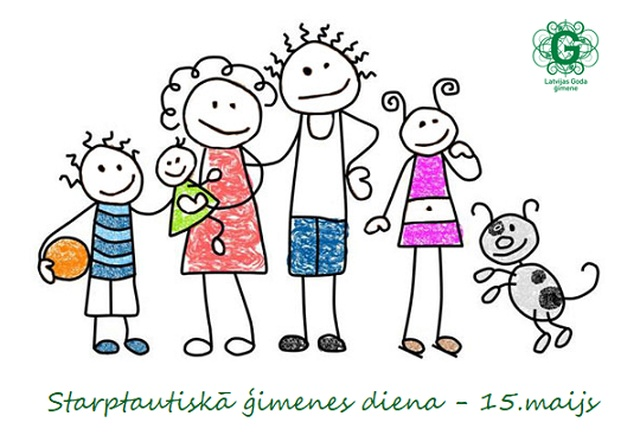 G
Latvijas Goda
ģimene
Starptautiskā ģimenes diena - 15.maijs